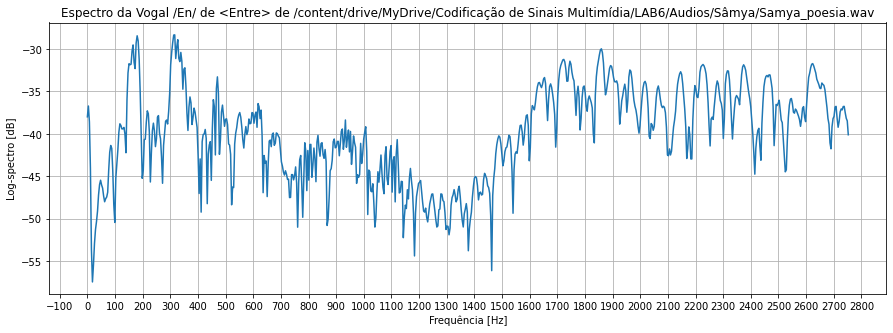 Espectro da Vogal /En/ de <Entre> de /content/drive/MyDrive/Codificação de Sinais Multimídia/LAB6/Audios/Sâmya/Samya_poesia.wav
Log-spectro [dB]
−30
−35
−40
−45
−50
−55
−100 0 100 200 300 400 500 600 700 800 900 1000 1100 1200 1300 1400 1500 1600 1700 1800 1900 2000 2100 2200 2300 2400 2500 2600 2700 2800
Frequência [Hz]